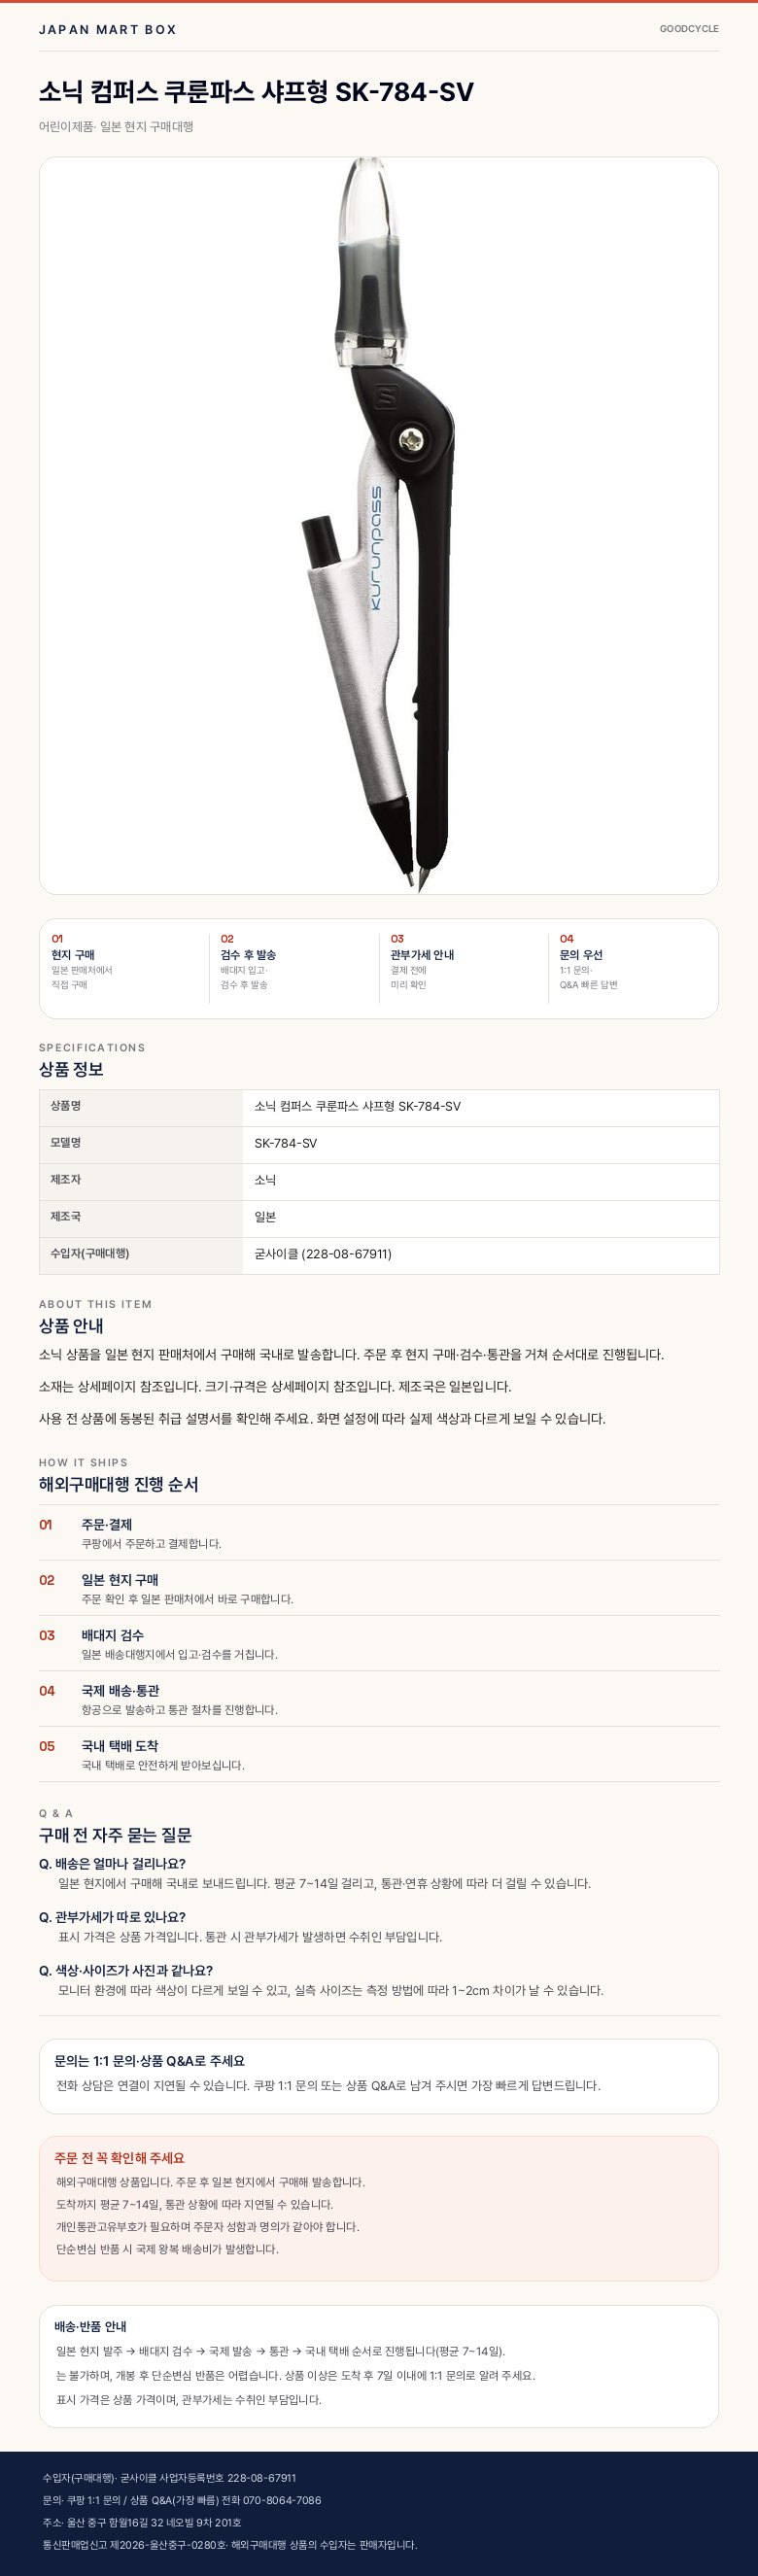 JAPAN MART BOX
GOODCYCLE
소닉 컴퍼스 쿠룬파스 샤프형 SK-784-SV
어린이제품· 일본 현지 구매대행
S
kurunpass
01
현지 구매
일본 판매처에서
직접 구매
02
검수 후 발송
배대지 입고·
검수 후 발송
03
관부가세 안내
결제 전에
미리 확인
04
문의 우선
1:1 문의·
Q&A 빠른 답변
SPECIFICATIONS
상품 정보
상품명 소닉 컴퍼스 쿠룬파스 샤프형 SK-784-SV
모델명 SK-784-SV
제조자 소닉
제조국 일본
수입자(구매대행) 굳사이클 (228-08-67911)
ABOUT THIS ITEM
상품 안내
소닉 상품을 일본 현지 판매처에서 구매해 국내로 발송합니다. 주문 후 현지 구매·검수·통관을 거쳐 순서대로 진행됩니다.
소재는 상세페이지 참조입니다. 크기·규격은 상세페이지 참조입니다. 제조국은 일본입니다.
사용 전 상품에 동봉된 취급 설명서를 확인해 주세요. 화면 설정에 따라 실제 색상과 다르게 보일 수 있습니다.
HOW IT SHIPS
해외구매대행 진행 순서
01 주문·결제
쿠팡에서 주문하고 결제합니다.
02 일본 현지 구매
주문 확인 후 일본 판매처에서 바로 구매합니다.
03 배대지 검수
일본 배송대행지에서 입고·검수를 거칩니다.
04 국제 배송·통관
항공으로 발송하고 통관 절차를 진행합니다.
05 국내 택배 도착
국내 택배로 안전하게 받아보십니다.
Q & A
구매 전 자주 묻는 질문
Q. 배송은 얼마나 걸리나요?
일본 현지에서 구매해 국내로 보내드립니다. 평균 7~14일 걸리고, 통관·연휴 상황에 따라 더 걸릴 수 있습니다.
Q. 관부가세가 따로 있나요?
표시 가격은 상품 가격입니다. 통관 시 관부가세가 발생하면 수취인 부담입니다.
Q. 색상·사이즈가 사진과 같나요?
모니터 환경에 따라 색상이 다르게 보일 수 있고, 실측 사이즈는 측정 방법에 따라 1~2cm 차이가 날 수 있습니다.
문의는 1:1 문의·상품 Q&A로 주세요
전화 상담은 연결이 지연될 수 있습니다. 쿠팡 1:1 문의 또는 상품 Q&A로 남겨 주시면 가장 빠르게 답변드립니다.
주문 전 꼭 확인해 주세요
해외구매대행 상품입니다. 주문 후 일본 현지에서 구매해 발송합니다.
도착까지 평균 7~14일, 통관 상황에 따라 지연될 수 있습니다.
개인통관고유부호가 필요하며 주문자 성함과 명의가 같아야 합니다.
단순변심 반품 시 국제 왕복 배송비가 발생합니다.
배송·반품 안내
일본 현지 발주 → 배대지 검수 → 국제 발송 → 통관 → 국내 택배 순서로 진행됩니다(평균 7~14일).
는 불가하며, 개봉 후 단순변심 반품은 어렵습니다. 상품 이상은 도착 후 7일 이내에 1:1 문의로 알려 주세요.
표시 가격은 상품 가격이며, 관부가세는 수취인 부담입니다.
수입자(구매대행)· 굳사이클 사업자등록번호 228-08-67911
문의· 쿠팡 1:1 문의 / 상품 Q&A(가장 빠름) 전화 070-8064-7086
주소· 울산 중구 함월16길 32 네오빌 9차 201호
통신판매업신고 제2026-울산중구-0280호· 해외구매대행 상품의 수입자는 판매자입니다.